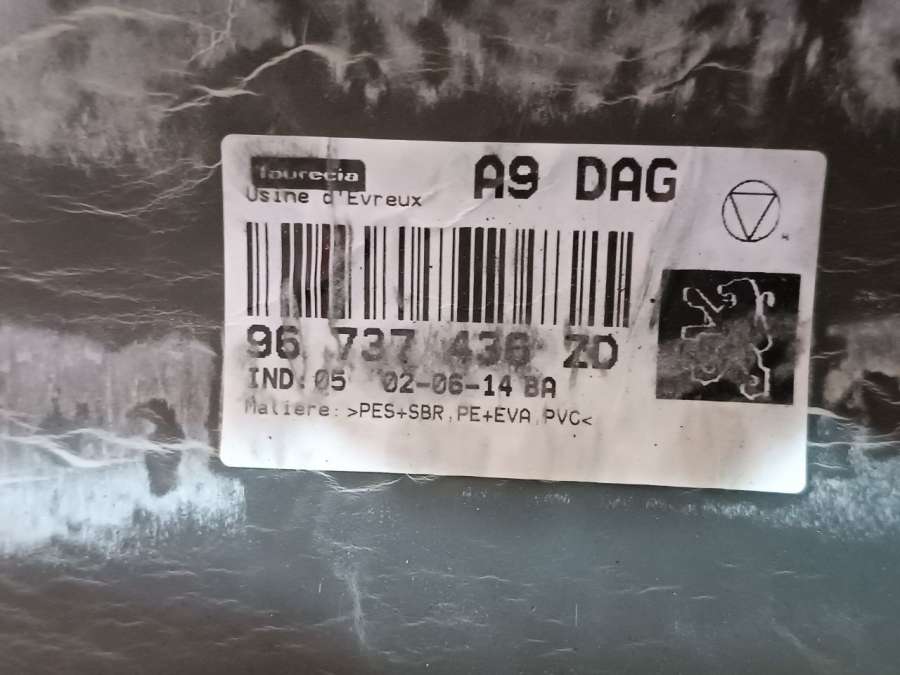 faurecia
A9 DAG
Usine d'Evreux
96 737 436 ZD
IND: 05 02-06-14 BA
Matiere: >PES+SBR,PE+EVA,PVC<